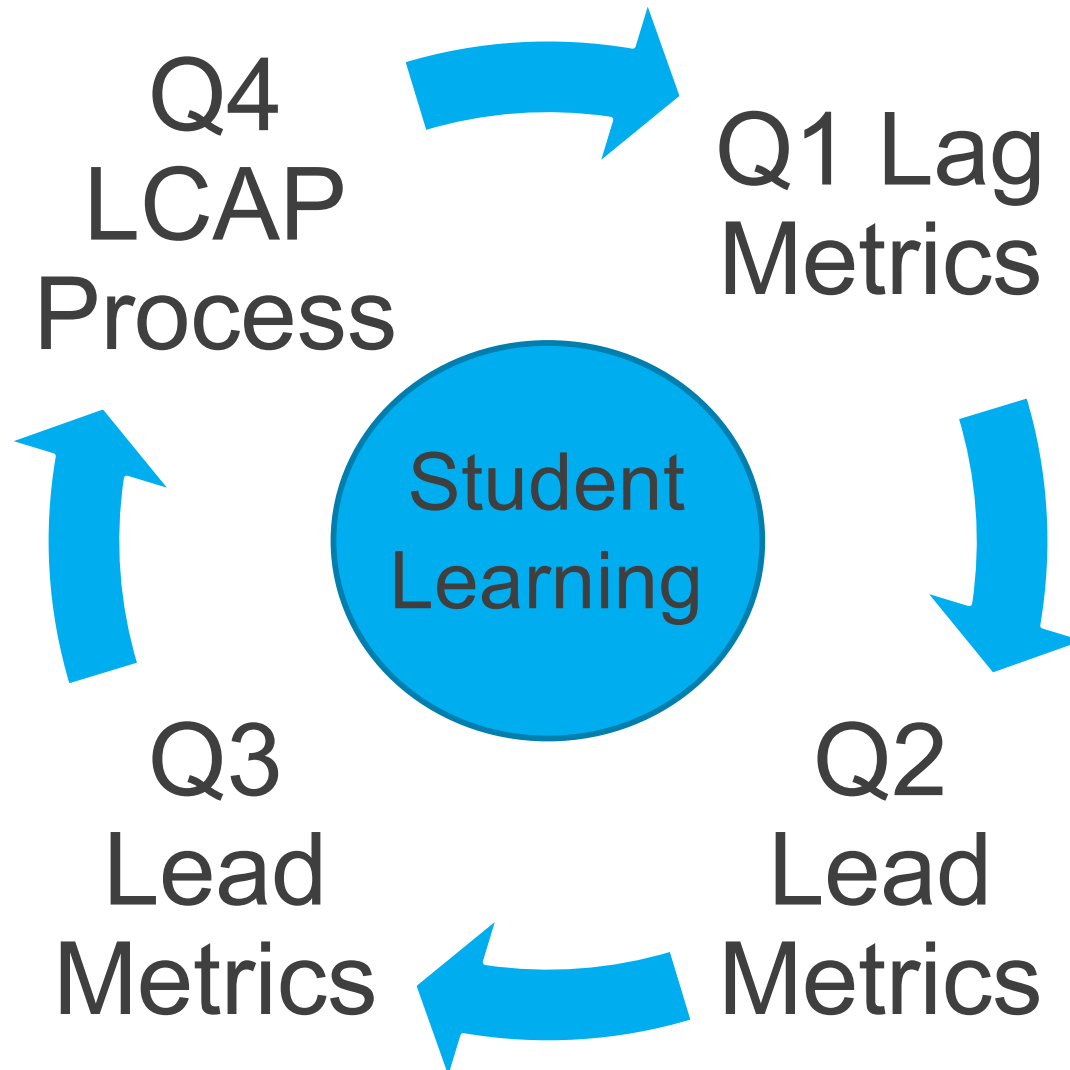 Q4
LCAP
Process
Q1 Lag
Metrics
Student
Learning
Q3
Lead
Metrics
Q2
Lead
Metrics